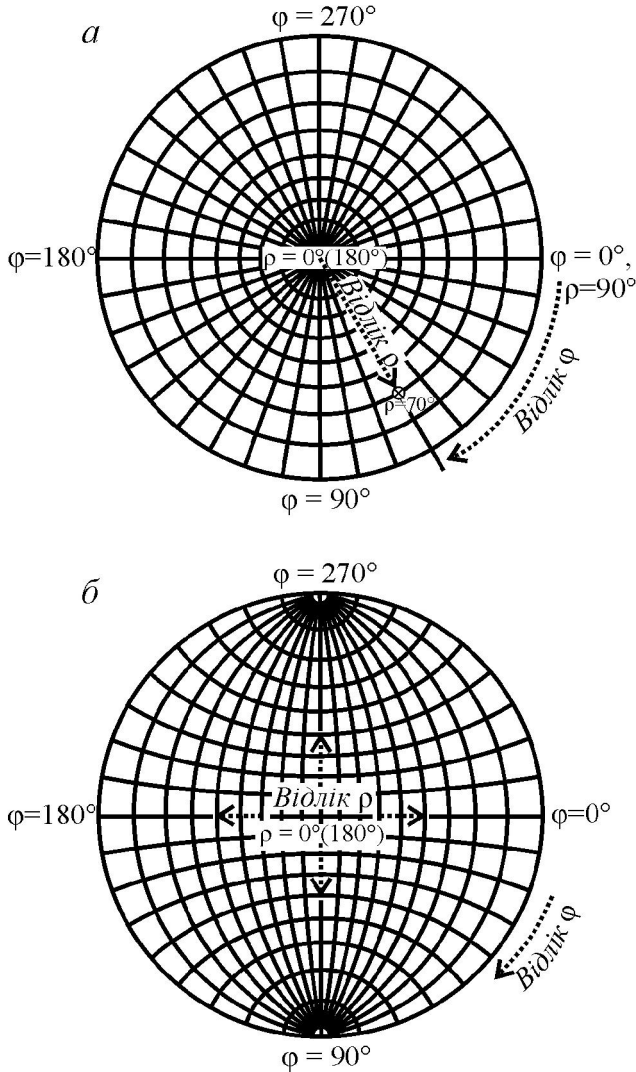 а
φ = 270°
φ=180°
ρ = 0°(180°)
φ = 0°,
ρ=90°
Відлік ρ
ρ=70°
Відлік φ
φ = 90°
б
φ = 270°
Відлік ρ
φ=180°
ρ = 0°(180°)
φ=0°
Відлік φ
φ = 90°